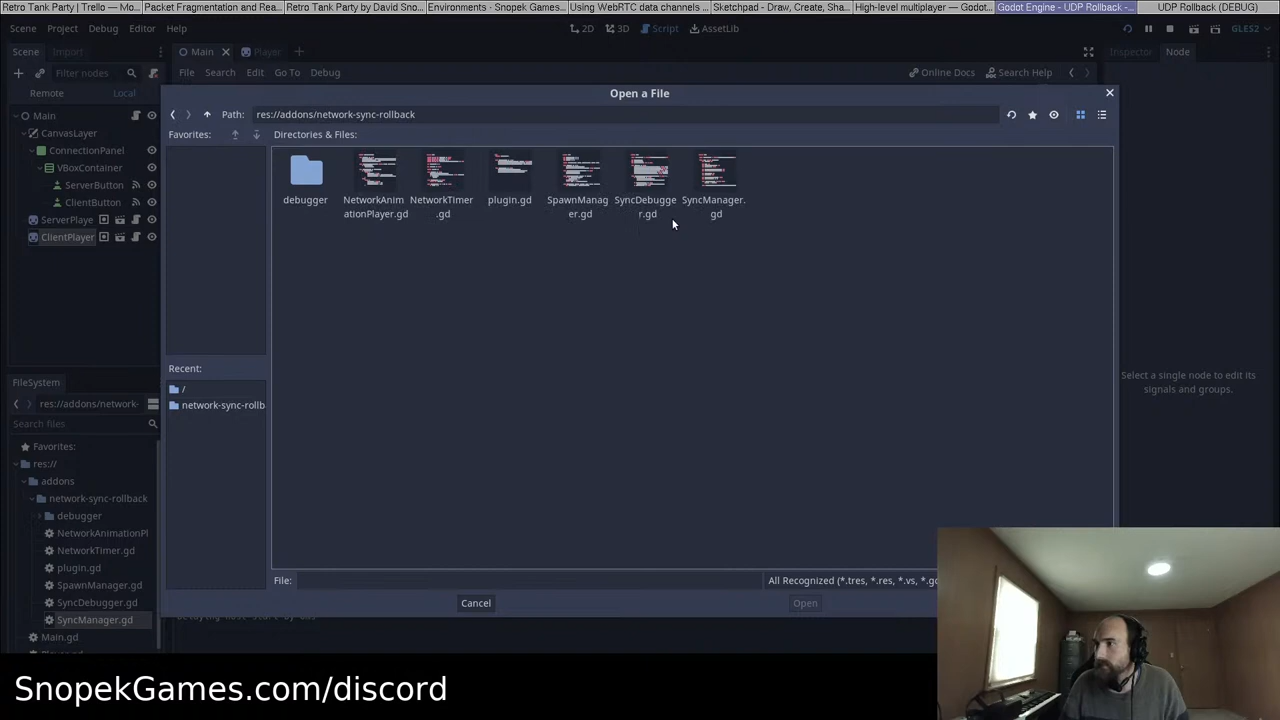 Retro Tank Party | Trello — Mo...
Packet Fragmentation and Rea...
Retro Tank Party by David Sno...
Environments · Snopek Games...
Using WebRTC data channels ...
Sketchpad - Draw, Create, Sha...
High-level multiplayer — Godot...
Godot Engine - UDP Rollback -...
UDP Rollback (DEBUG)
Scene Project Debug Editor Help
2D 3D Script AssetLib
GLES2
Scene Import
Main Player
Inspector Node
Filter nodes
File Search Edit Go To Debug
Online Docs Search Help
Remote Local
Open a File
Main
CanvasLayer
ConnectionPanel
VBoxContainer
ServerButton
ClientButton
ServerPlaye
ClientPlayer
Path: res://addons/network-sync-rollback
Favorites:
Directories & Files:
debugger
NetworkAnim
ationPlayer.gd
NetworkTimer
.gd
plugin.gd
SpawnManag
er.gd
SyncDebugge
r.gd
SyncManager.
gd
Recent:
/
network-sync-rollb
Select a single node to edit its
signals and groups.
FileSystem
res://addons/network-
Search files
Favorites:
res://
addons
network-sync-rollback
debugger
NetworkAnimationPl
NetworkTimer.gd
plugin.gd
SpawnManager.gd
SyncDebugger.gd
SyncManager.gd
Main.gd
File:
All Recognized (*.tres, *.res, *.vs, *.gd
Cancel
Open
SnopekGames.com/discord